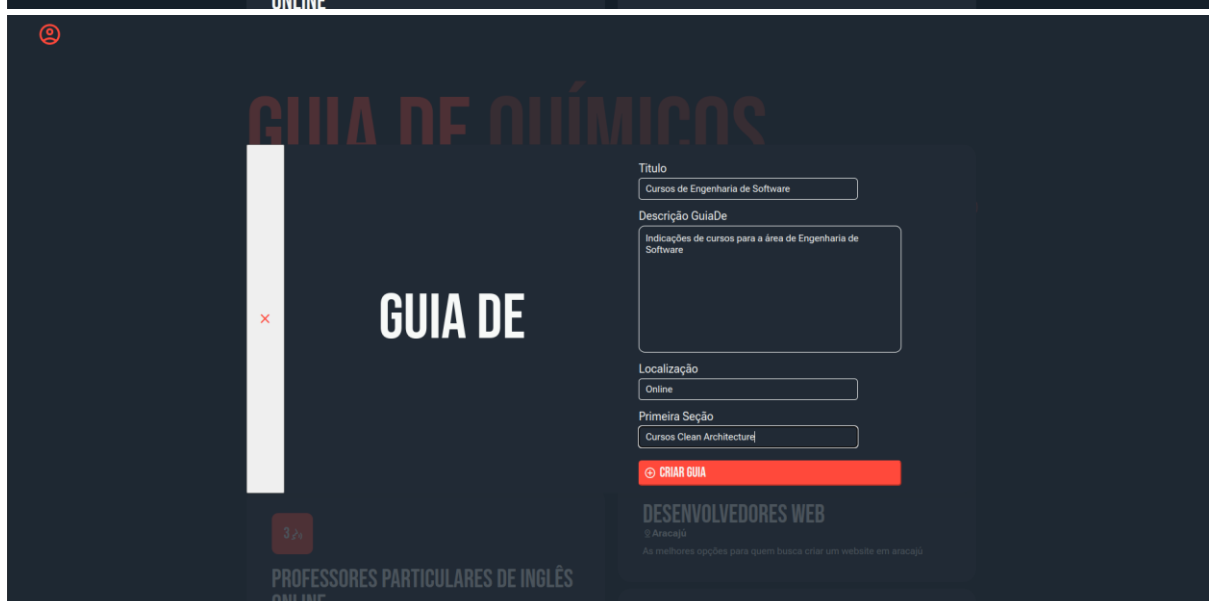 ONLINE
GUIA DE QUÍMICOS
Titulo
Cursos de Engenharia de Software
Descrição GuiaDe
Indicações de cursos para a área de Engenharia de
Software
GUIA DE
Localização
Online
Primeira Seção
Cursos Clean Architecture
CRIAR GUIA
3
PROFESSORES PARTICULARES DE INGLÊS
ONLINE
DESENVOLVEDORES WEB
Aracajú
As melhores opções para quem busca criar um website em aracajú